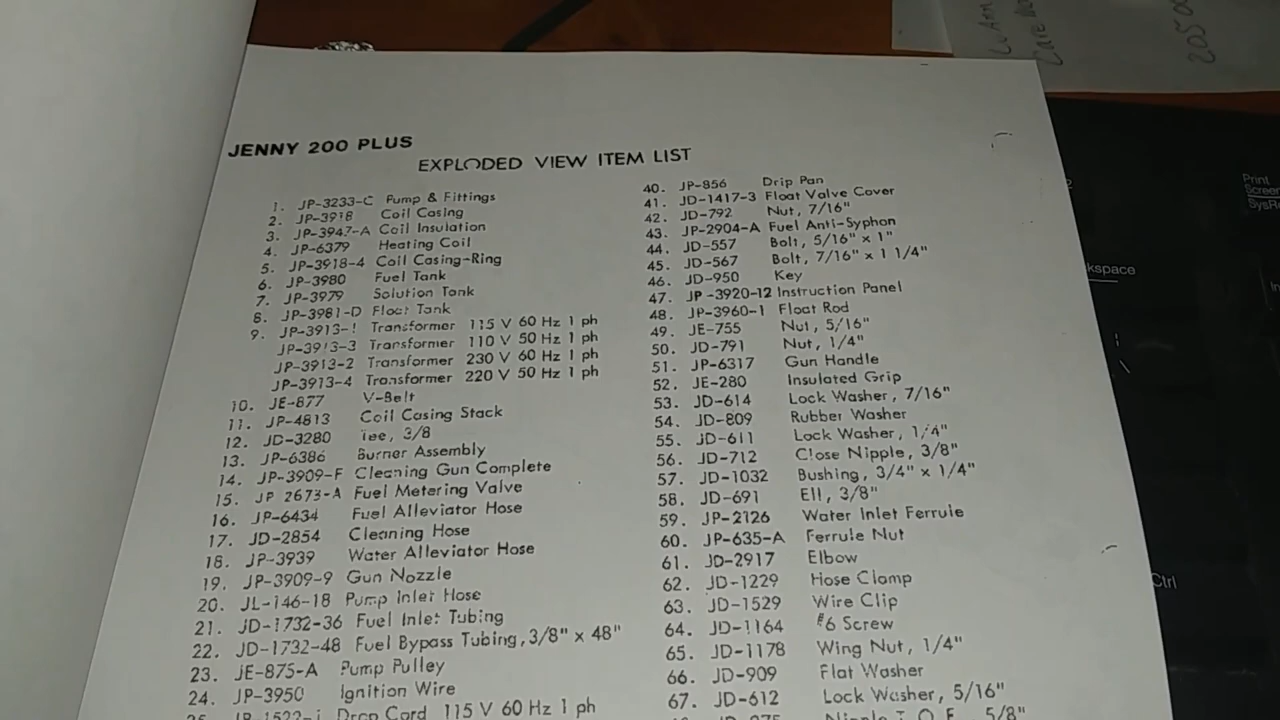 JENNY 200 PLUS
EXPLODED VIEW ITEM LIST
1. JP-3233-C Pump & Fittings
2. JP-3918 Coil Casing
3. JP-3947-A Coil Insulation
4. JP-6379 Heating Coil
5. JP-3918-4 Coil Casing-Ring
6. JP-3980 Fuel Tank
7. JP-3979 Solution Tank
8. JP-3981-D Float Tank
9. JP-3913-1 Transformer 115 V 60 Hz 1 ph
JP-3913-3 Transformer 110 V 50 Hz 1 ph
JP-3913-2 Transformer 230 V 60 Hz 1 ph
JP-3913-4 Transformer 220 V 50 Hz 1 ph
10. JE-877 V-Belt
11. JP-4813 Coil Casing Stack
12. JD-3280 Tee, 3/8
13. JP-6386 Burner Assembly
14. JP-3909-F Cleaning Gun Complete
15. JP 2673-A Fuel Metering Valve
16. JP-6434 Fuel Alleviator Hose
17. JD-2854 Cleaning Hose
18. JP-3939 Water Alleviator Hose
19. JP-3909-9 Gun Nozzle
20. JL-146-18 Pump Inlet Hose
21. JD-1732-36 Fuel Inlet Tubing
22. JD-1732-48 Fuel Bypass Tubing, 3/8" x 48"
23. JE-875-A Pump Pulley
24. JP-3950 Ignition Wire
Drop Cord 115 V 60 Hz 1 ph
40. JP-856 Drip Pan
41. JD-1417-3 Float Valve Cover
42. JD-792 Nut, 7/16"
43. JP-2904-A Fuel Anti-Syphon
44. JD-557 Bolt, 5/16" x 1"
45. JD-567 Bolt, 7/16" x 1 1/4"
46. JD-950 Key
47. JP-3920-12 Instruction Panel
48. JP-3960-1 Float Rod
49. JE-755 Nut, 5/16"
50. JD-791 Nut, 1/4"
51. JP-6317 Gun Handle
52. JE-280 Insulated Grip
53. JD-614 Lock Washer, 7/16"
54. JD-809 Rubber Washer
55. JD-611 Lock Washer, 1/4"
56. JD-712 Close Nipple, 3/8"
57. JD-1032 Bushing, 3/4" x 1/4"
58. JD-691 Ell, 3/8"
59. JP-2126 Water Inlet Ferrule
60. JP-635-A Ferrule Nut
61. JD-2917 Elbow
62. JD-1229 Hose Clamp
63. JD-1529 Wire Clip
64. JD-1164 #6 Screw
65. JD-1178 Wing Nut, 1/4"
66. JD-909 Flat Washer
67. JD-612 Lock Washer, 5/16"
Print
Screen
SysR
kspace
Ctrl
2050